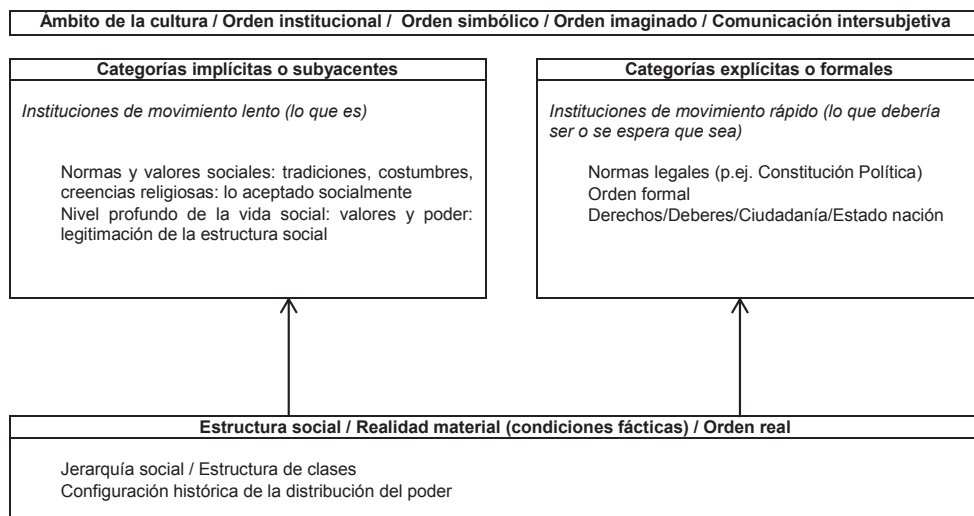 Ámbito de la cultura / Orden institucional / Orden simbólico / Orden imaginado / Comunicación intersubjetiva
Categorías implícitas o subyacentes
Instituciones de movimiento lento (lo que es)
Normas y valores sociales: tradiciones, costumbres,
creencias religiosas: lo aceptado socialmente
Nivel profundo de la vida social: valores y poder:
legitimación de la estructura social
Categorías explícitas o formales
Instituciones de movimiento rápido (lo que debería
ser o se espera que sea)
Normas legales (p.ej. Constitución Política)
Orden formal
Derechos/Deberes/Ciudadanía/Estado nación
Estructura social / Realidad material (condiciones fácticas) / Orden real
Jerarquía social / Estructura de clases
Configuración histórica de la distribución del poder